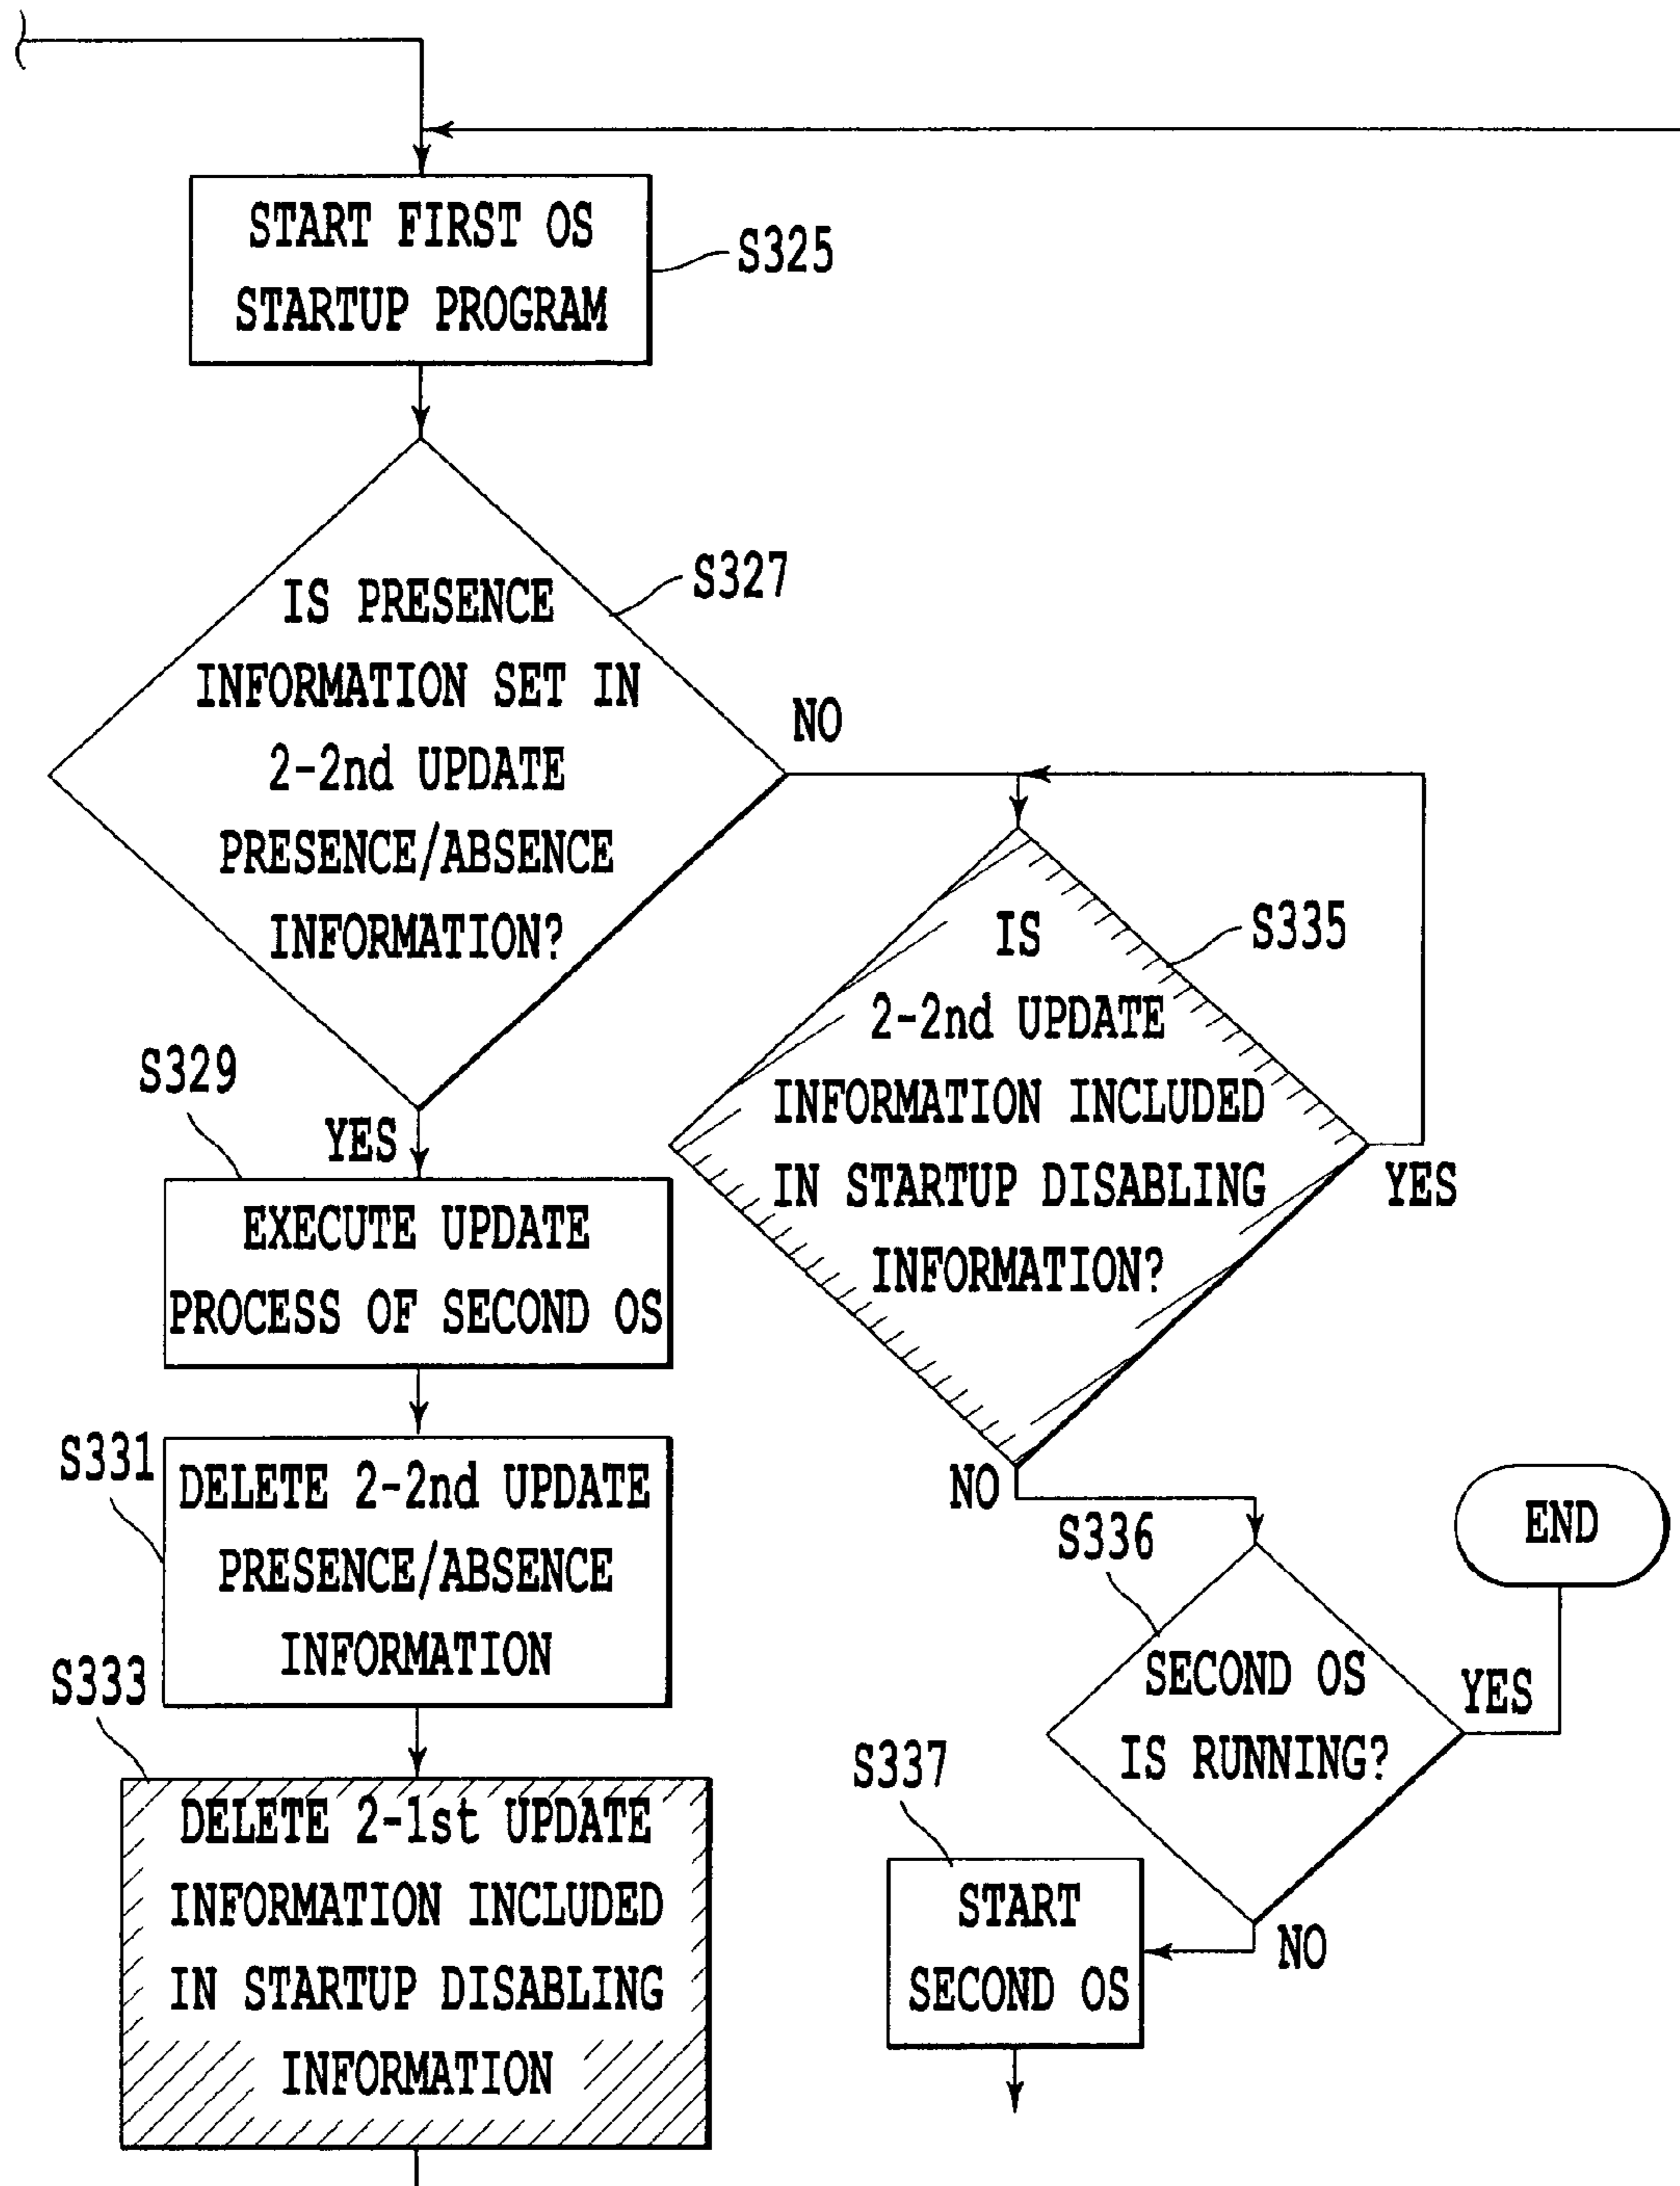 START FIRST OS
STARTUP PROGRAM
S325
IS PRESENCE
INFORMATION SET IN
2-2nd UPDATE
PRESENCE/ABSENCE
INFORMATION?
S327
NO
YES
S329
EXECUTE UPDATE
PROCESS OF SECOND OS
S331
DELETE 2-2nd UPDATE
PRESENCE/ABSENCE
INFORMATION
S333
DELETE 2-1st UPDATE
INFORMATION INCLUDED
IN STARTUP DISABLING
INFORMATION
IS
2-2nd UPDATE
INFORMATION INCLUDED
IN STARTUP DISABLING
INFORMATION?
S335
YES
NO
S336
SECOND OS
IS RUNNING?
YES
END
NO
S337
START
SECOND OS